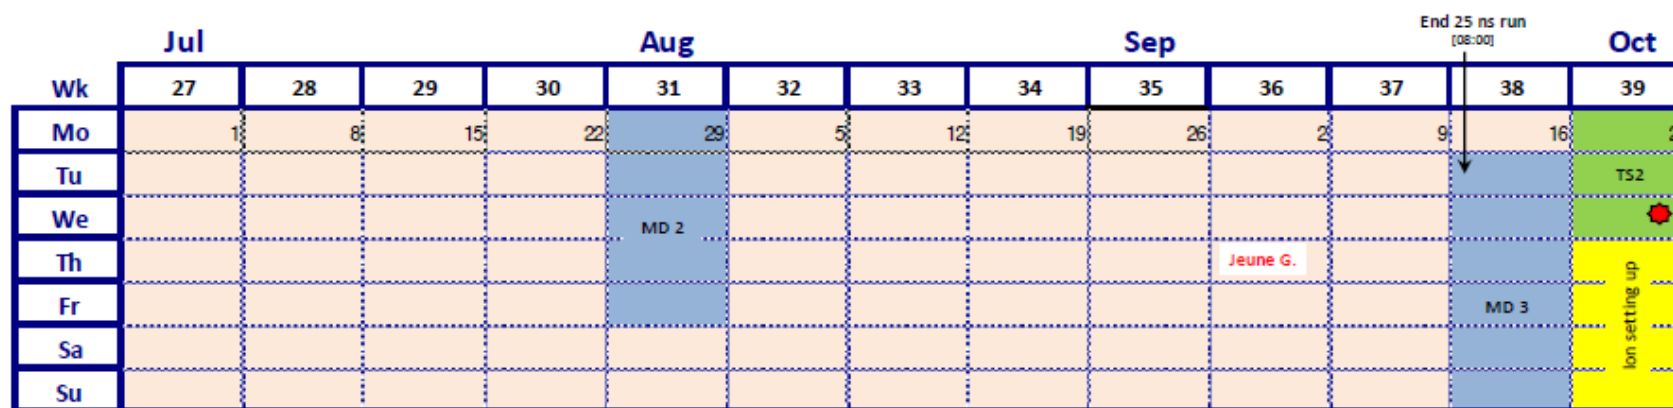 End 25 ns run
Jul Aug Sep [08:00] Oct
Wk 27 28 29 30 31 32 33 34 35 36 37 38 39
Mo 1 8 15 22 29 5 12 19 26 2 9 16
Tu TS2
We MD 2
Th Jeune G.
Fr MD 3
Sa
Su
Ion setting up